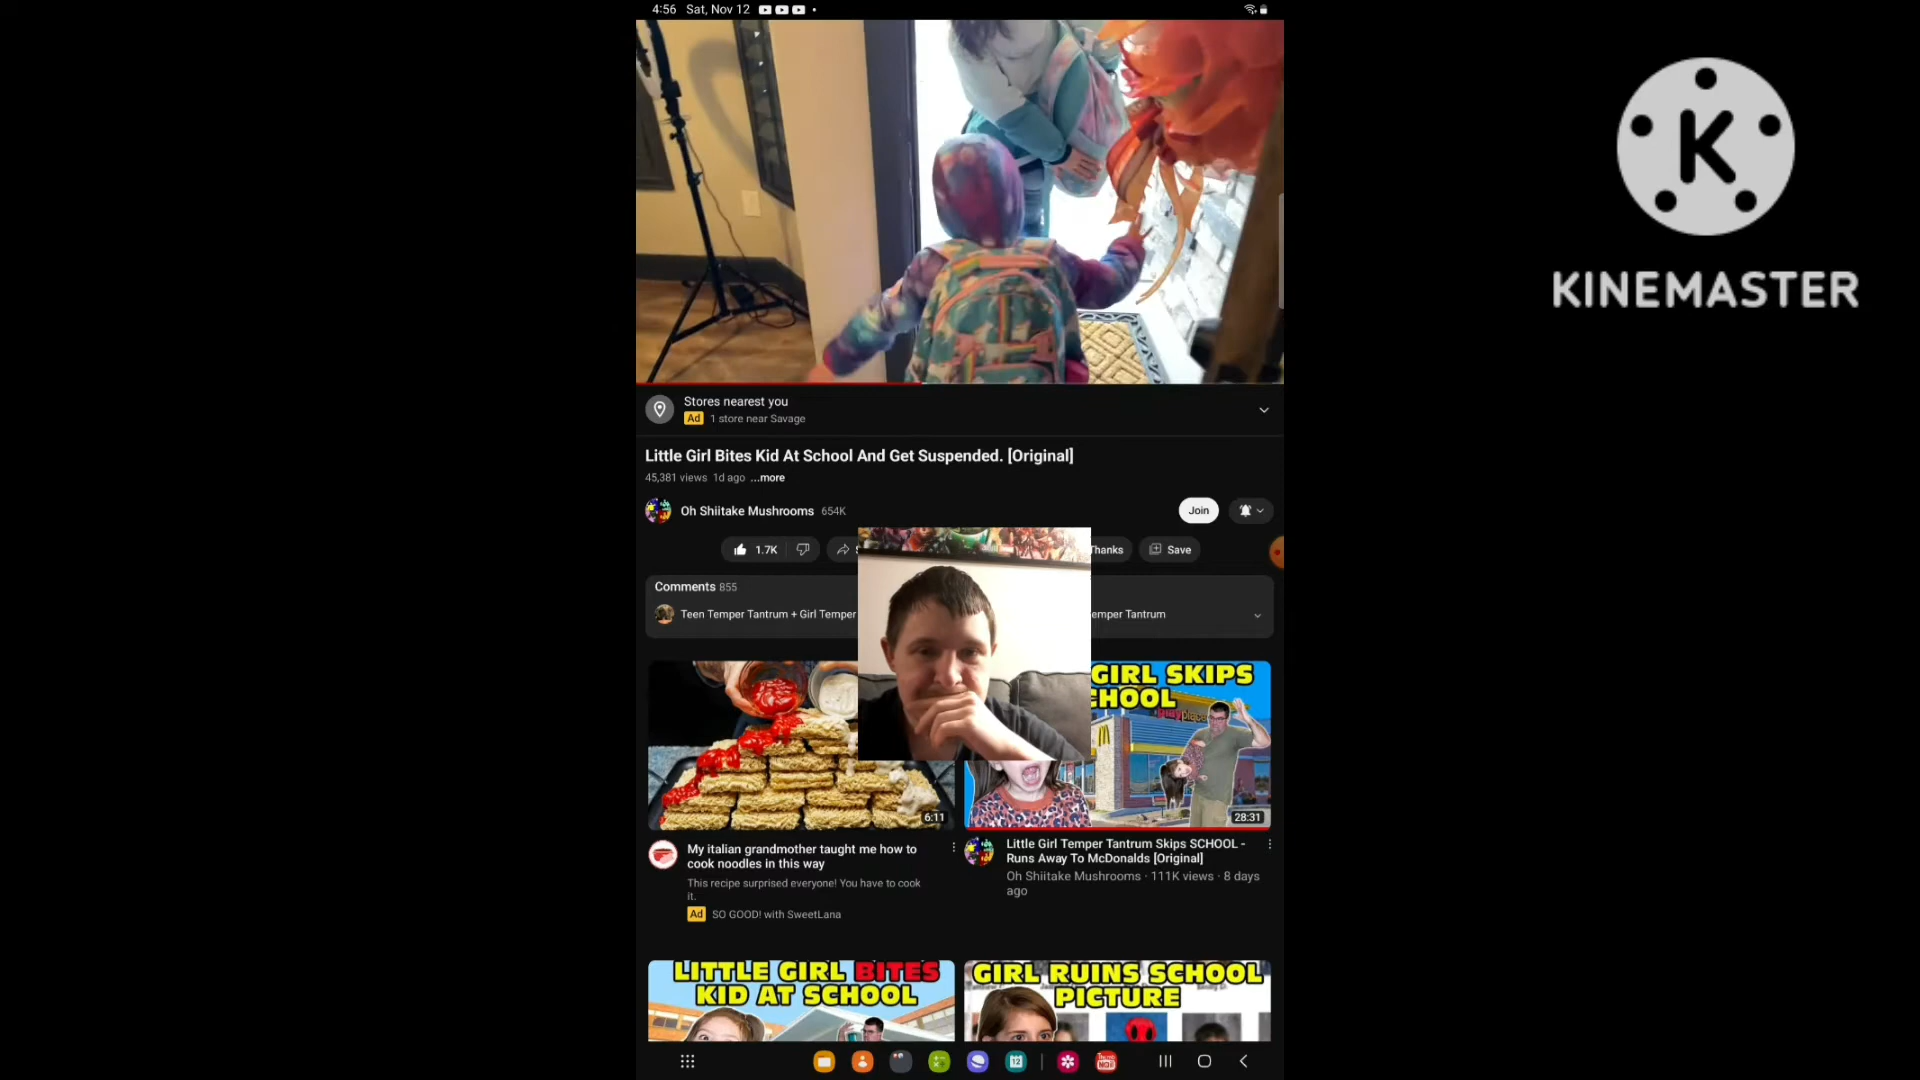 4:56 Sat, Nov 12
K
KINEMASTER
Stores nearest you
Ad 1 store near Savage
Little Girl Bites Kid At School And Get Suspended. [Original]
45,381 views 1d ago ...more
Oh Shiitake Mushrooms 654K
Join
1.7K
Thanks
Save
Comments 855
Teen Temper Tantrum + Girl Temper
emper Tantrum
GIRL SKIPS
CHOOL
6:11
28:31
My italian grandmother taught me how to
cook noodles in this way
This recipe surprised everyone! You have to cook
it.
Ad SO GOOD! with SweetLana
Little Girl Temper Tantrum Skips SCHOOL -
Runs Away To McDonalds [Original]
Oh Shiitake Mushrooms · 111K views · 8 days
ago
LITTLE GIRL BITES
KID AT SCHOOL
GIRL RUINS SCHOOL
PICTURE
12